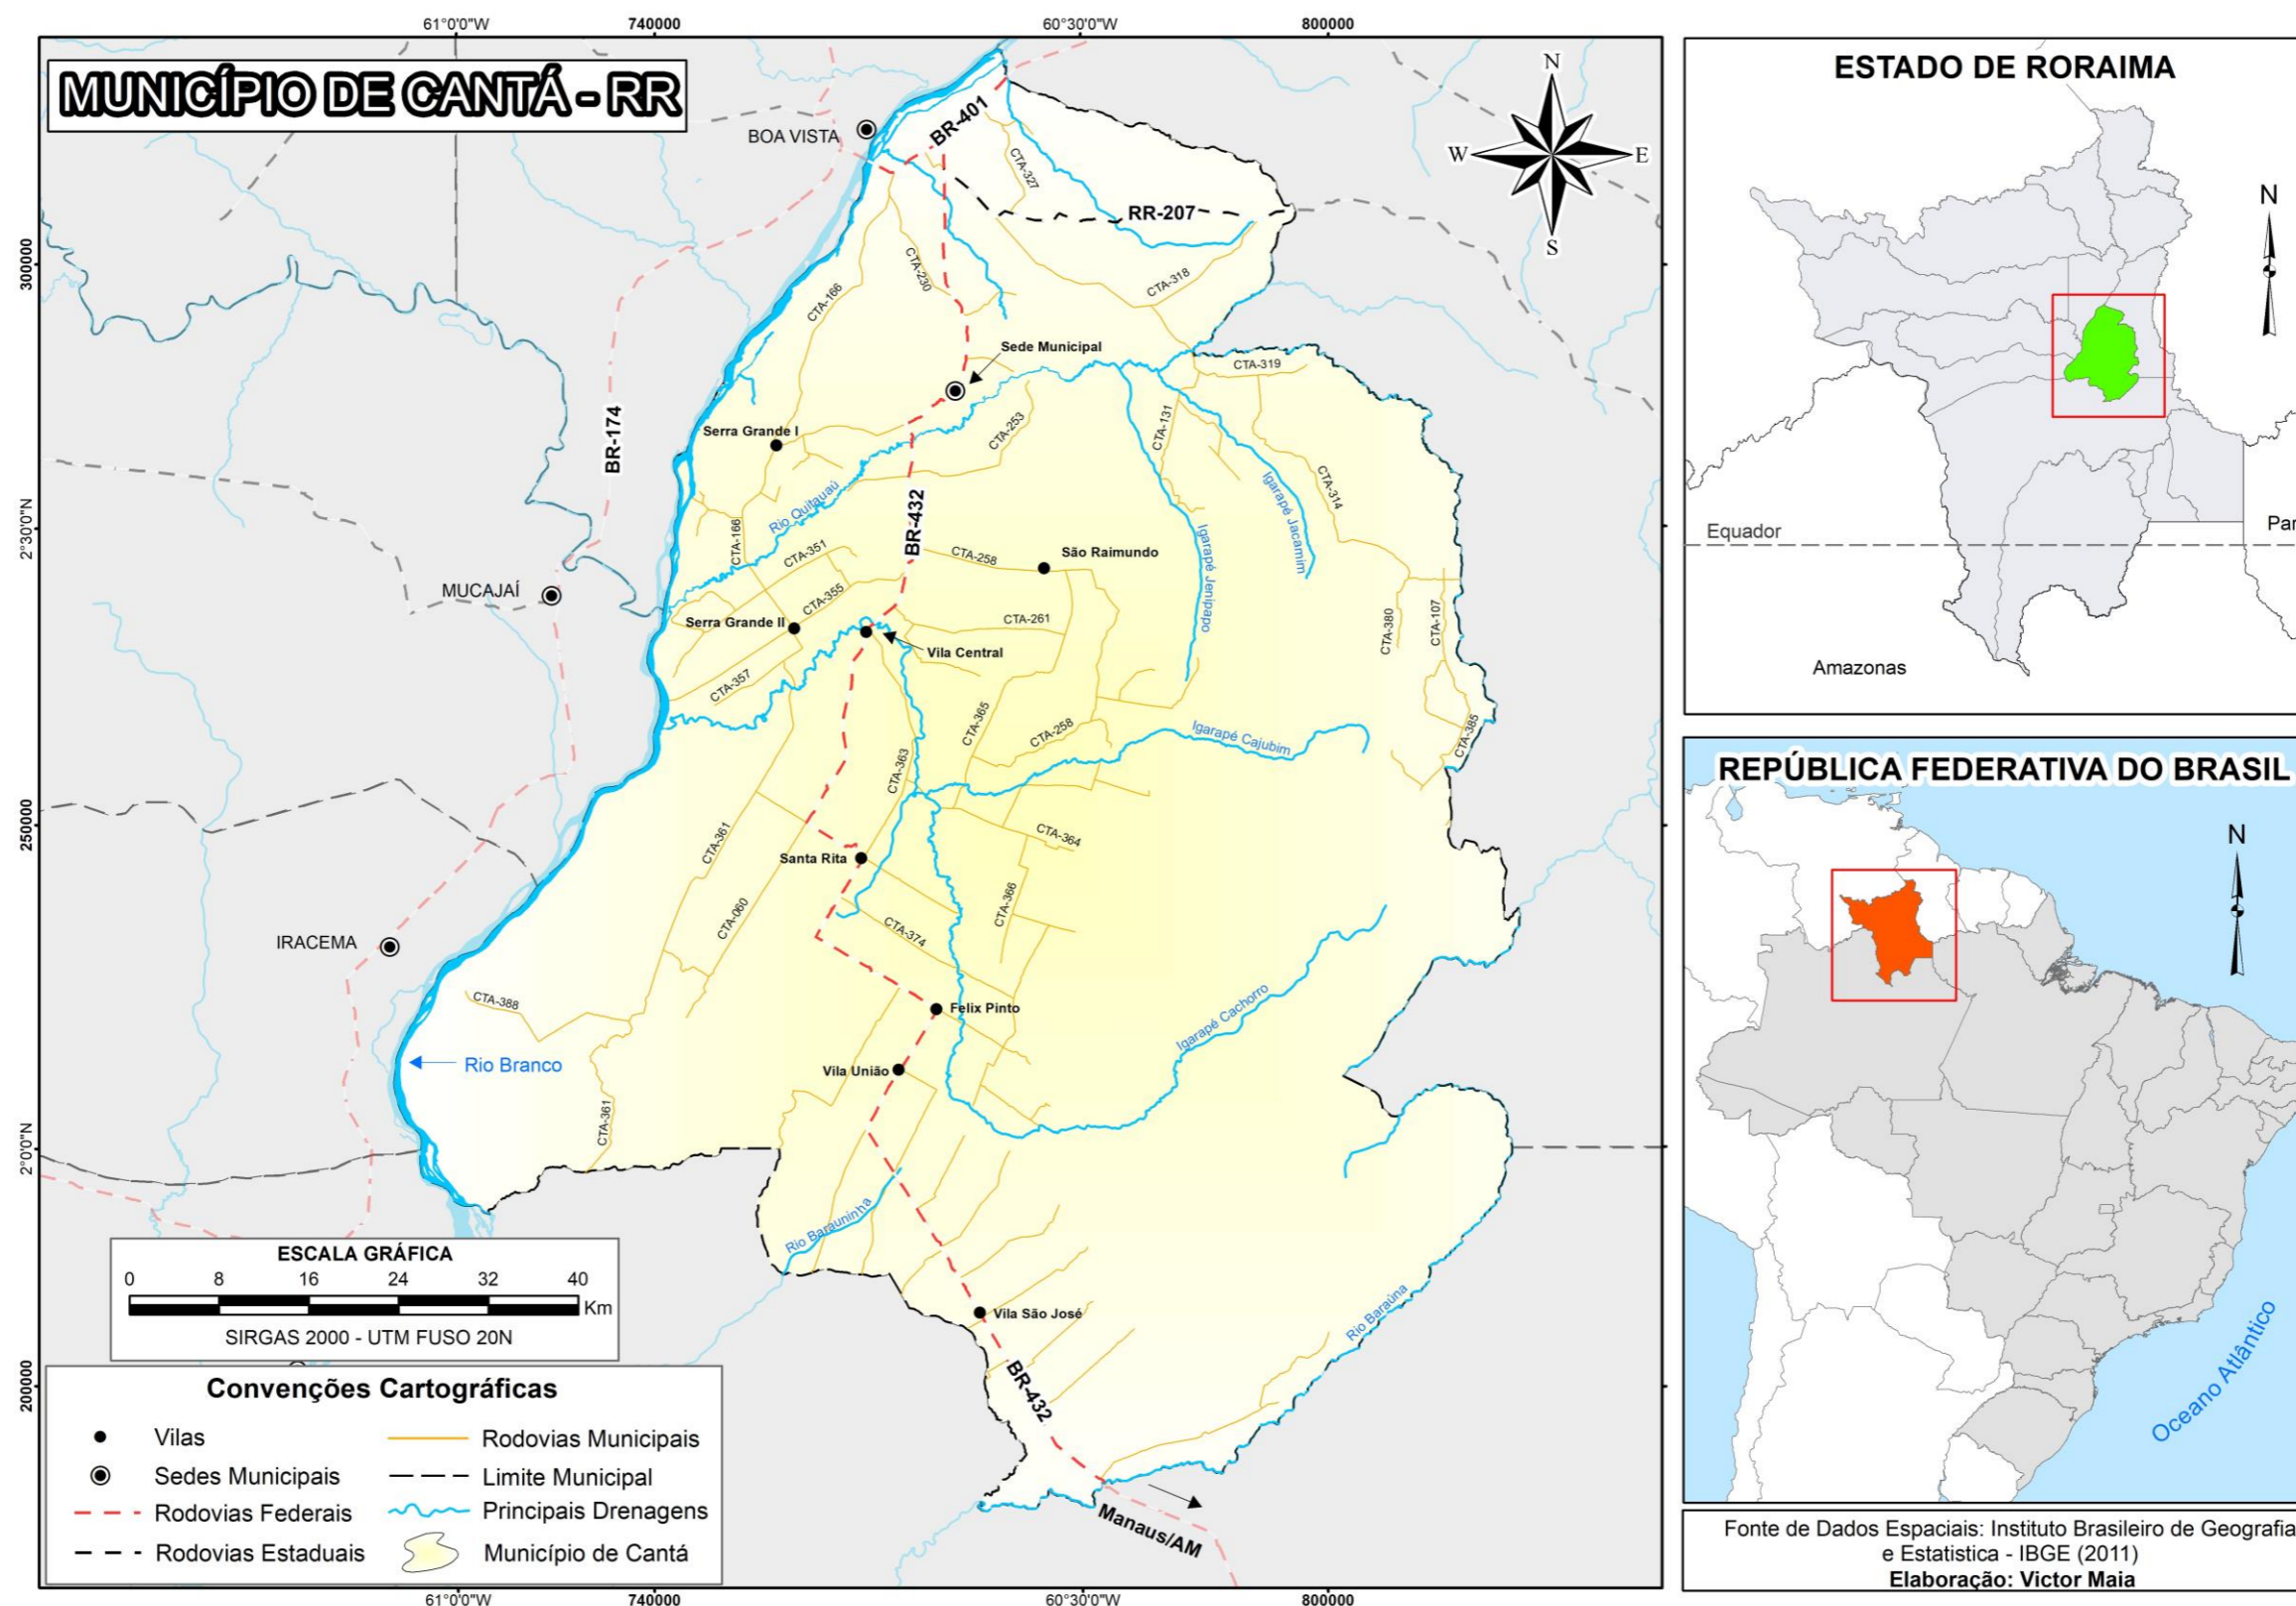 61°0'0"W
740000
60°30'0"W
800000
MUNICÍPIO DE CANTÁ - RR
BOA VISTA
BR-401
N
W
E
S
CTA-327
RR-207
300000
CTA-230
CTA-166
CTA-318
Sede Municipal
CTA-319
BR-174
Serra Grande I
CTA-253
CTA-131
CTA-314
Rio Quitauaú
Igarapé Jacamim
2°30'0"N
CTA-166
CTA-351
BR-432
CTA-258
São Raimundo
Igarapé Jenipapo
MUCAJAÍ
CTA-355
Serra Grande II
CTA-261
CTA-380
CTA-107
Vila Central
CTA-357
CTA-365
CTA-258
Igarapé Cajubim
CTA-385
CTA-363
250000
CTA-361
CTA-364
Santa Rita
CTA-060
CTA-366
CTA-374
IRACEMA
CTA-388
Felix Pinto
Igarapé Cachorro
Rio Branco
Vila União
CTA-361
2°0'0"N
Rio Barauninha
Vila São José
Rio Baraúna
BR-432
200000
Manaus/AM
ESCALA GRÁFICA
0 8 16 24 32 40
Km
SIRGAS 2000 - UTM FUSO 20N
Convenções Cartográficas
Vilas
Sedes Municipais
Rodovias Federais
Rodovias Estaduais
Rodovias Municipais
Limite Municipal
Principais Drenagens
Município de Cantá
61°0'0"W
740000
60°30'0"W
800000
ESTADO DE RORAIMA
N
Equador
Par
Amazonas
REPÚBLICA FEDERATIVA DO BRASIL
N
Oceano Atlântico
Fonte de Dados Espaciais: Instituto Brasileiro de Geografia
e Estatistica - IBGE (2011)
Elaboração: Victor Maia